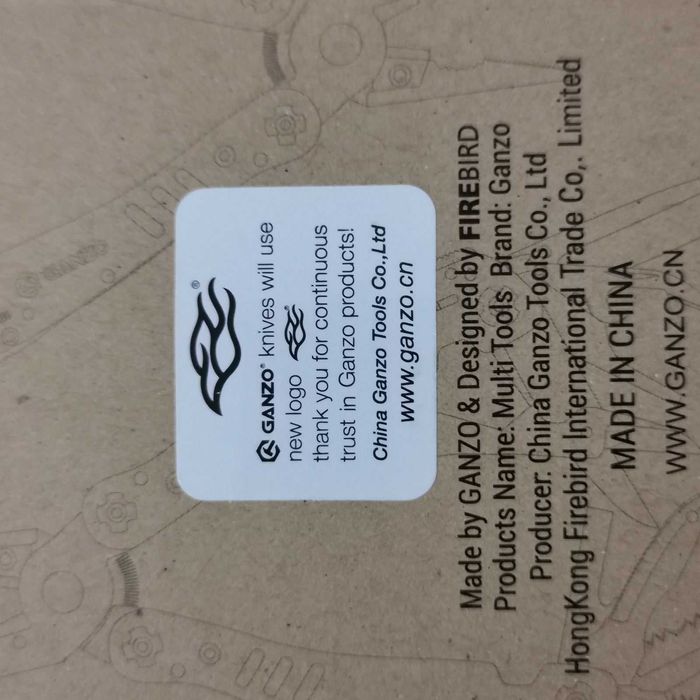 GANZO
®
GANZO® knives will use
new logo ®
thank you for continuous
trust in Ganzo products!
China Ganzo Tools Co.,Ltd
www.ganzo.cn
Made by GANZO & Designed by FIREBIRD
Products Name: Multi Tools Brand: Ganzo
Producer: China Ganzo Tools Co., Ltd
HongKong Firebird International Trade Co,. Limited
MADE IN CHINA
WWW.GANZO.CN